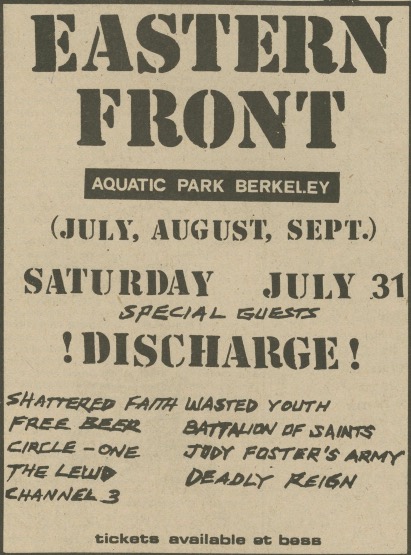 EASTERN
FRONT
AQUATIC PARK BERKELEY
(JULY, AUGUST, SEPT.)
SATURDAY JULY 31
SPECIAL GUESTS
!DISCHARGE!
SHATTERED FAITH WASTED YOUTH
FREE BEER BATTALION OF SAINTS
CIRCLE-ONE JODY FOSTER'S ARMY
THE LEWD DEADLY REIGN
CHANNEL 3
tickets available at bass